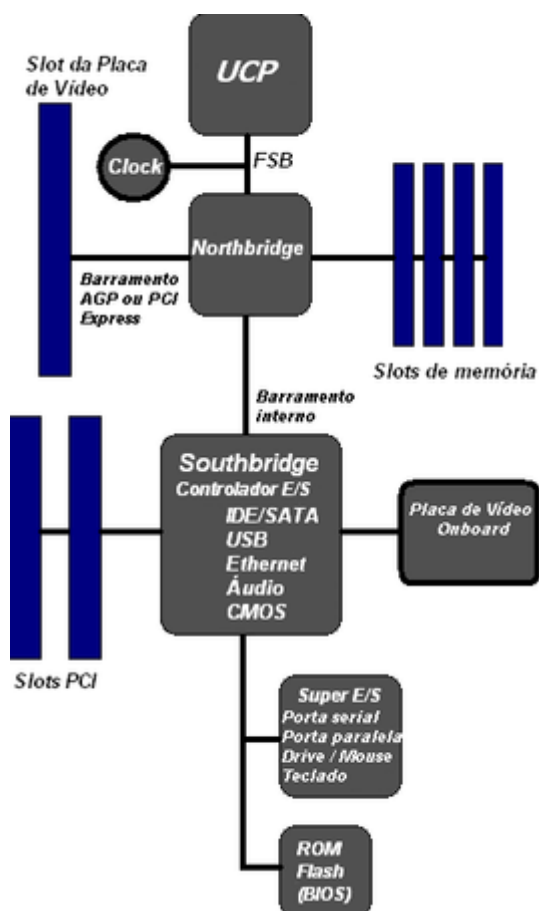 UCP
Slot da Placa
de Vídeo
Clock
FSB
Northbridge
Barramento
AGP ou PCI
Express
Slots de memória
Barramento
interno
Southbridge
Controlador E/S
IDE/SATA
USB
Ethernet
Áudio
CMOS
Placa de Vídeo
Onboard
Slots PCI
Super E/S
Porta serial
Porta paralela
Drive / Mouse
Teclado
ROM
Flash
(BIOS)